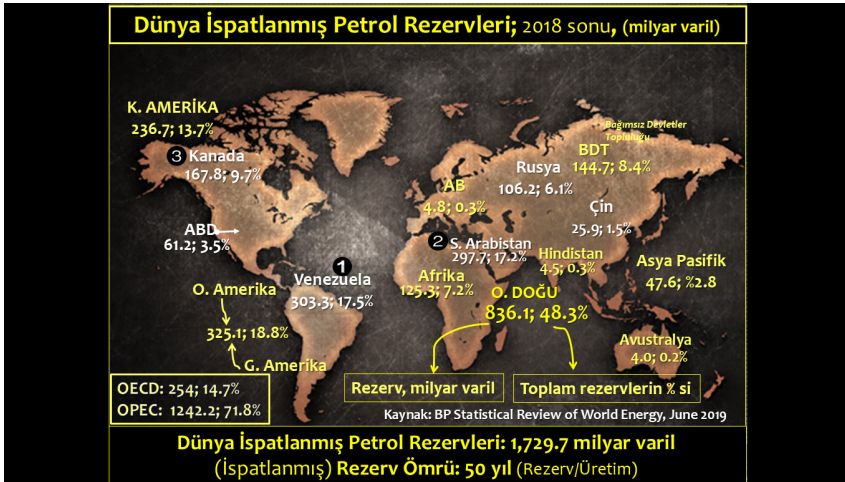 Dünya İspatlanmış Petrol Rezervleri; 2018 sonu, (milyar varil)
K. AMERİKA
236.7; 13.7%
3 Kanada
167.8; 9.7%
ABD
61.2; 3.5%
Bağımsız Devletler
Topluluğu
BDT
144.7; 8.4%
Rusya
106.2; 6.1%
AB
4.8; 0.3%
Çin
25.9; 1.5%
2 S. Arabistan
297.7; 17.2%
Hindistan
4.5; 0.3%
Asya Pasifik
47.6; %2.8
1
Venezuela
303.3; 17.5%
Afrika
125.3; 7.2%
O. DOĞU
836.1; 48.3%
O. Amerika
325.1; 18.8%
G. Amerika
Avustralya
4.0; 0.2%
OECD: 254; 14.7%
OPEC: 1242.2; 71.8%
Rezerv, milyar varil
Toplam rezervlerin % si
Kaynak: BP Statistical Review of World Energy, June 2019
Dünya İspatlanmış Petrol Rezervleri: 1,729.7 milyar varil
(İspatlanmış) Rezerv Ömrü: 50 yıl (Rezerv/Üretim)